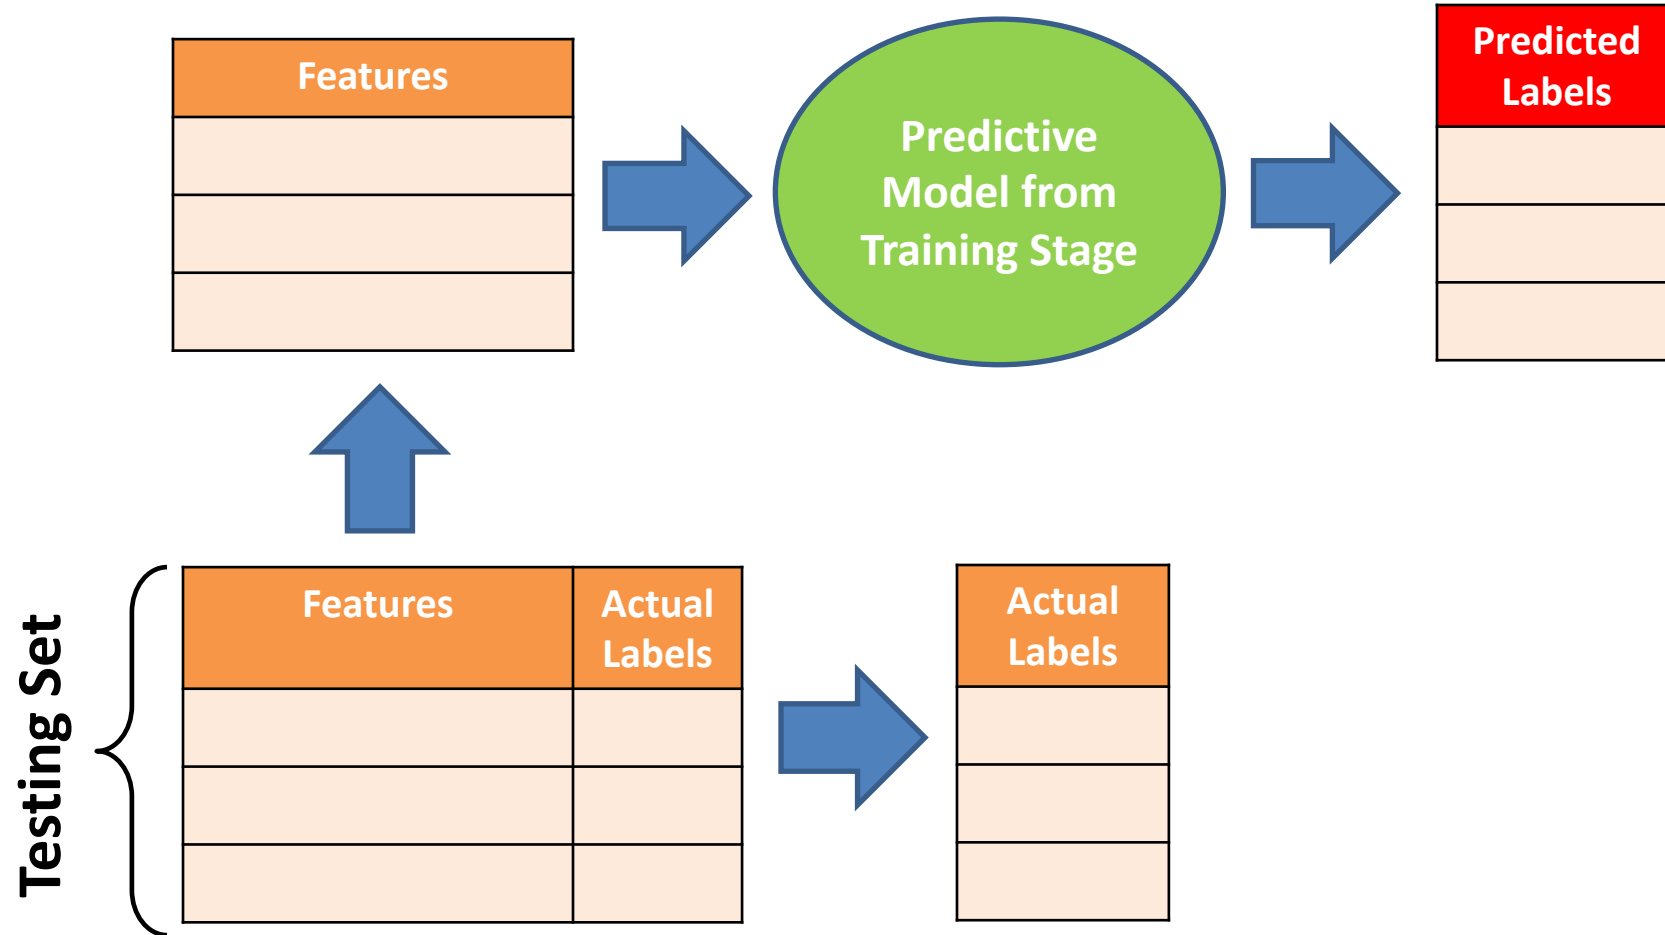 Features
Predictive
Model from
Training Stage
Predicted
Labels
Testing Set
Features
Actual
Labels
Actual
Labels